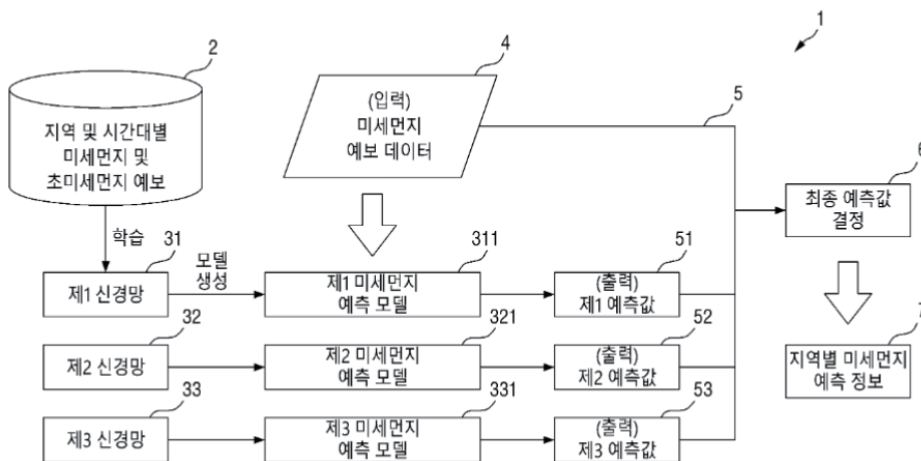 1
2
지역 및 시간대별
미세먼지 및
초미세먼지 예보
4
(입력)
미세먼지
예보 데이터
5
6
최종 예측값
결정
학습
31
제1 신경망
모델
생성
311
제1 미세먼지
예측 모델
51
(출력)
제1 예측값
32
제2 신경망
321
제2 미세먼지
예측 모델
52
(출력)
제2 예측값
7
지역별 미세먼지
예측 정보
33
제3 신경망
331
제3 미세먼지
예측 모델
53
(출력)
제3 예측값